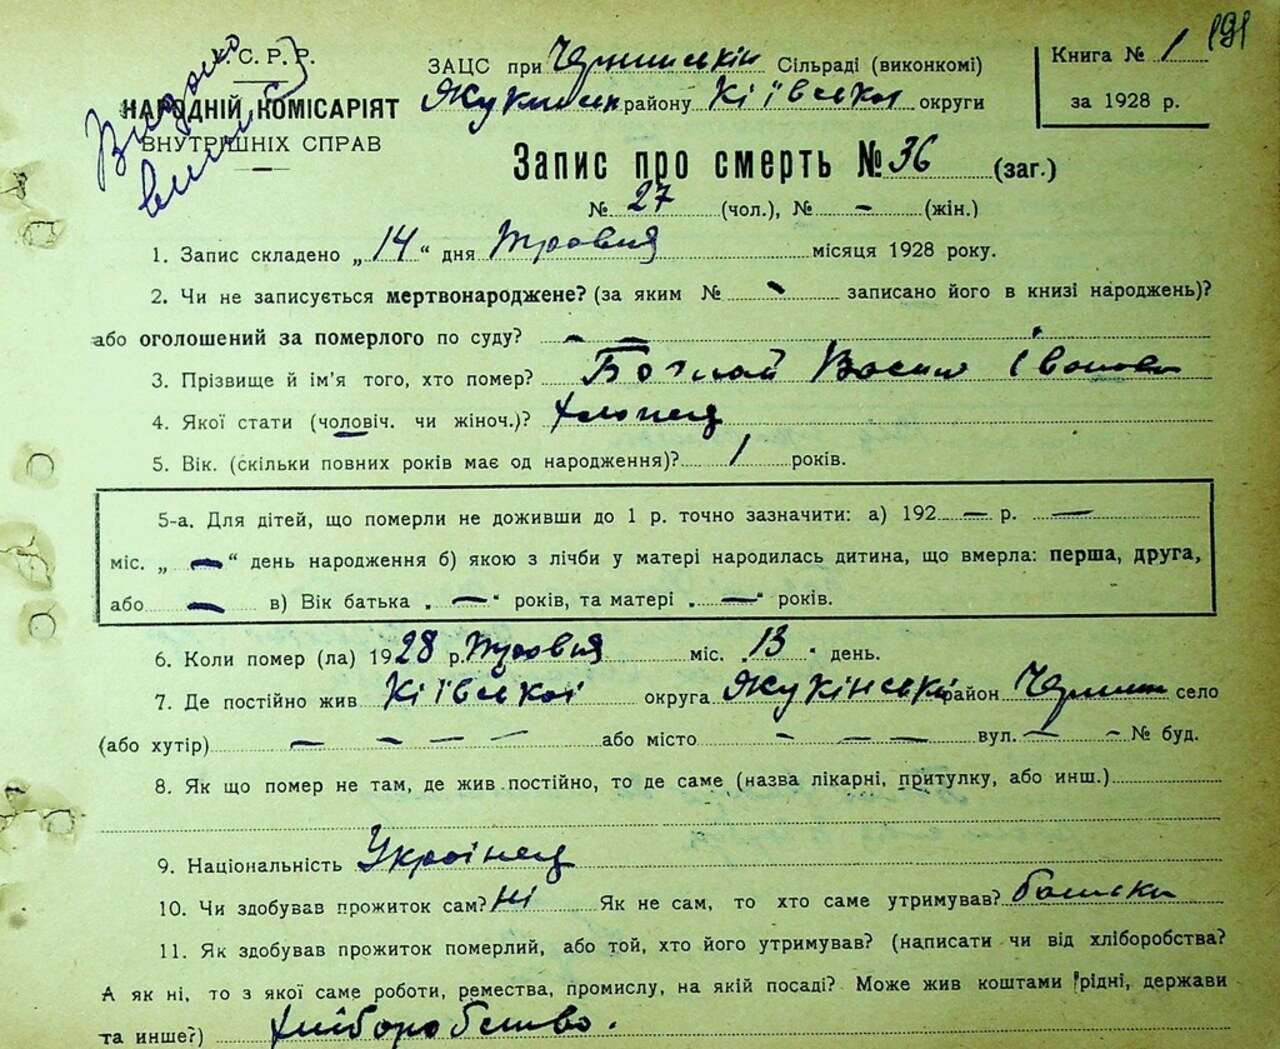 191
У.С.Р.Р.
НАРОДНІЙ КОМІСАРІЯТ
ВНУТРІШНІХ СПРАВ
ЗАЦС при Сільраді (виконкомі)
району Кіівської округи
Книга № 1
за 1928 р.
Запис про смерть № 36 (заг.)
№ 27 (чол.), № – (жін.)
1. Запис складено „ 14 “ дня травня місяця 1928 року.
2. Чи не записується мертвонароджене? (за яким № - записано його в книзі народжень)?
або оголошений за померлого по суду? – –
3. Прізвище й ім'я того, хто помер? Василь Іванович
4. Якої стати (чоловіч. чи жіноч.)? хлопець
5. Вік. (скільки повних років має од народження)? 1 років.
5-а. Для дітей, що померли не доживши до 1 р. точно зазначити: а) 192 – р. –
міс. „ – “ день народження б) якою з лічби у матері народилась дитина, що вмерла: перша, друга,
або – в) Вік батька „ – “ років, та матері „ – “ років.
6. Коли помер (ла) 1928 р. травня міс. „ 13 “ день.
7. Де постійно жив Кіівської округа район село
(або хутір) – – – – або місто – – – вул. – – № буд.
8. Як що помер не там, де жив постійно, то де саме (назва лікарні, притулку, або инш.)
9. Національність Украінець
10. Чи здобував прожиток сам? Ні Як не сам, то хто саме утримував? батьки
11. Як здобував прожиток померлий, або той, хто його утримував? (написати чи від хліборобства?
А як ні, то з якої саме роботи, ремества, промислу, на якій посаді? Може жив коштами рідні, держави
та инше?) хліборобство.